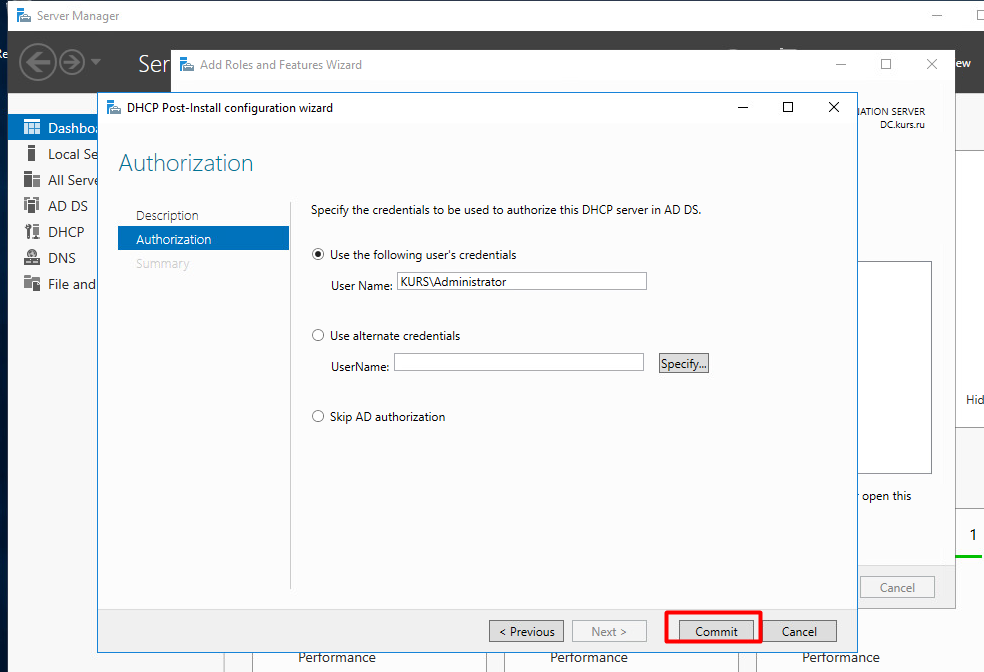 Server Manager
Ser
Add Roles and Features Wizard
DHCP Post-Install configuration wizard
DC.kurs.ru
Authorization
Dashboa
Local Se
All Serve
AD DS
DHCP
DNS
File and
Description
Authorization
Summary
Specify the credentials to be used to authorize this DHCP server in AD DS.
Use the following user's credentials
User Name: KURS\Administrator
Use alternate credentials
UserName:
Specify...
Skip AD authorization
Hid
open this
1
Cancel
< Previous
Next >
Commit
Cancel
Performance
Performance
Performance